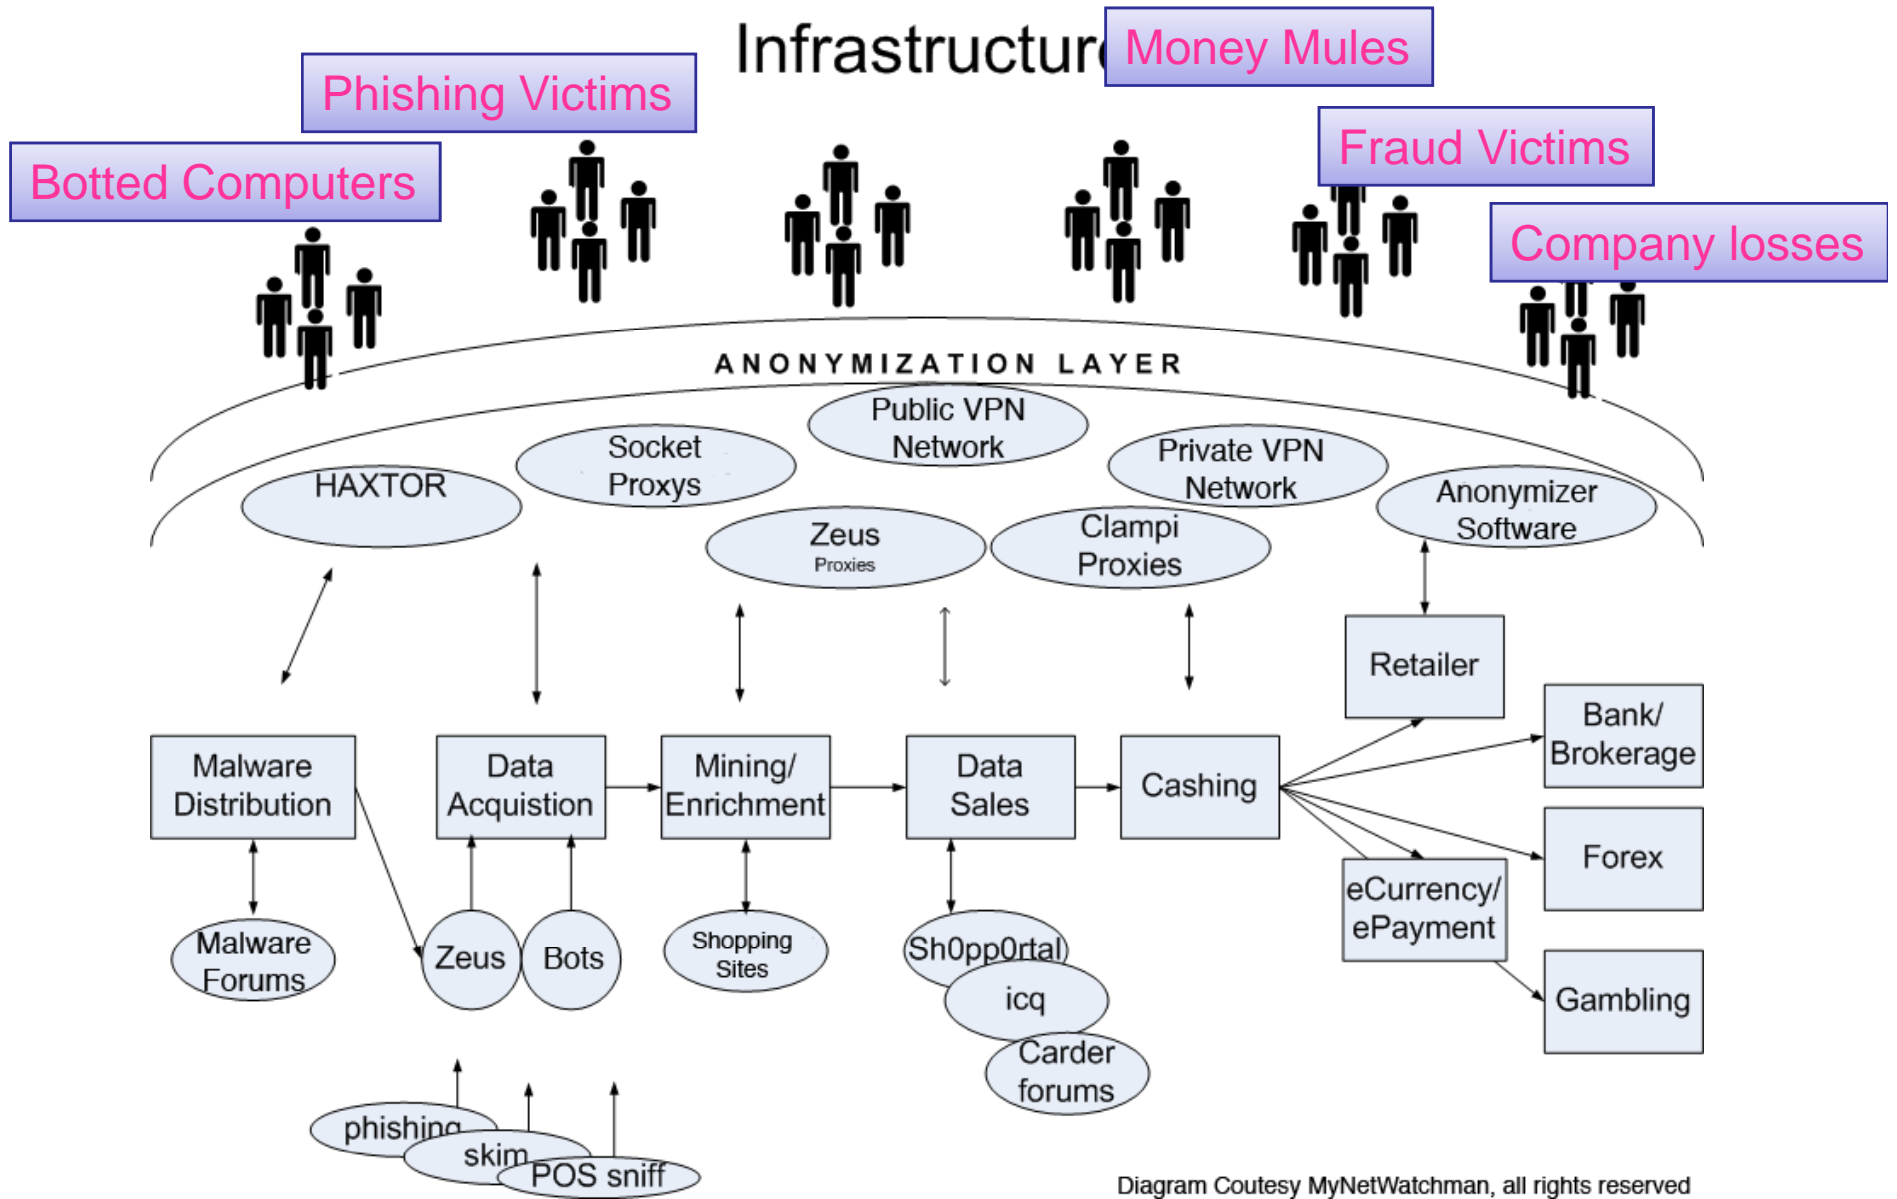 Infrastructur
Money Mules
Phishing Victims
Fraud Victims
Botted Computers
Company losses
ANONYMIZATION LAYER
Public VPN
Network
Socket
Proxys
Private VPN
Network
HAXTOR
Anonymizer
Software
Zeus
Proxies
Clampi
Proxies
Retailer
Malware
Distribution
Data
Acquistion
Mining/
Enrichment
Data
Sales
Cashing
Bank/
Brokerage
Forex
eCurrency/
ePayment
Gambling
Malware
Forums
Zeus
Bots
Shopping
Sites
Sh0pp0rtal
icq
Carder
forums
phishing
skim
POS sniff
Diagram Coutesy MyNetWatchman, all rights reserved